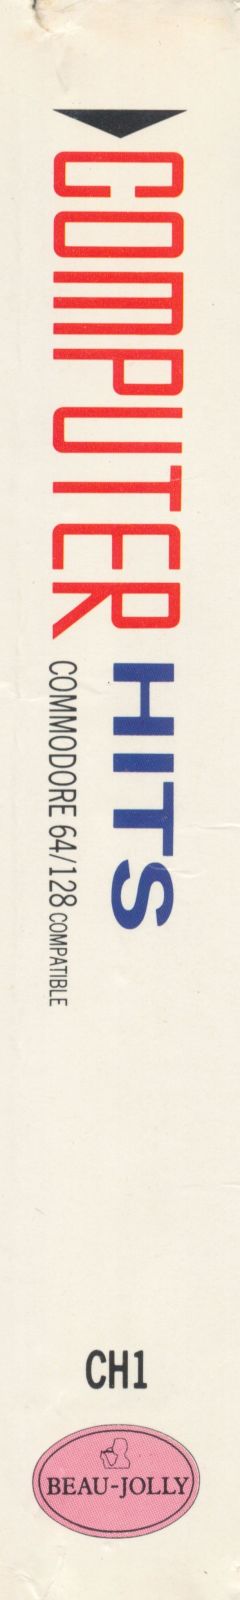 COMPUTER HITS
COMMODORE 64/128 COMPATIBLE
CH1
BEAU-JOLLY